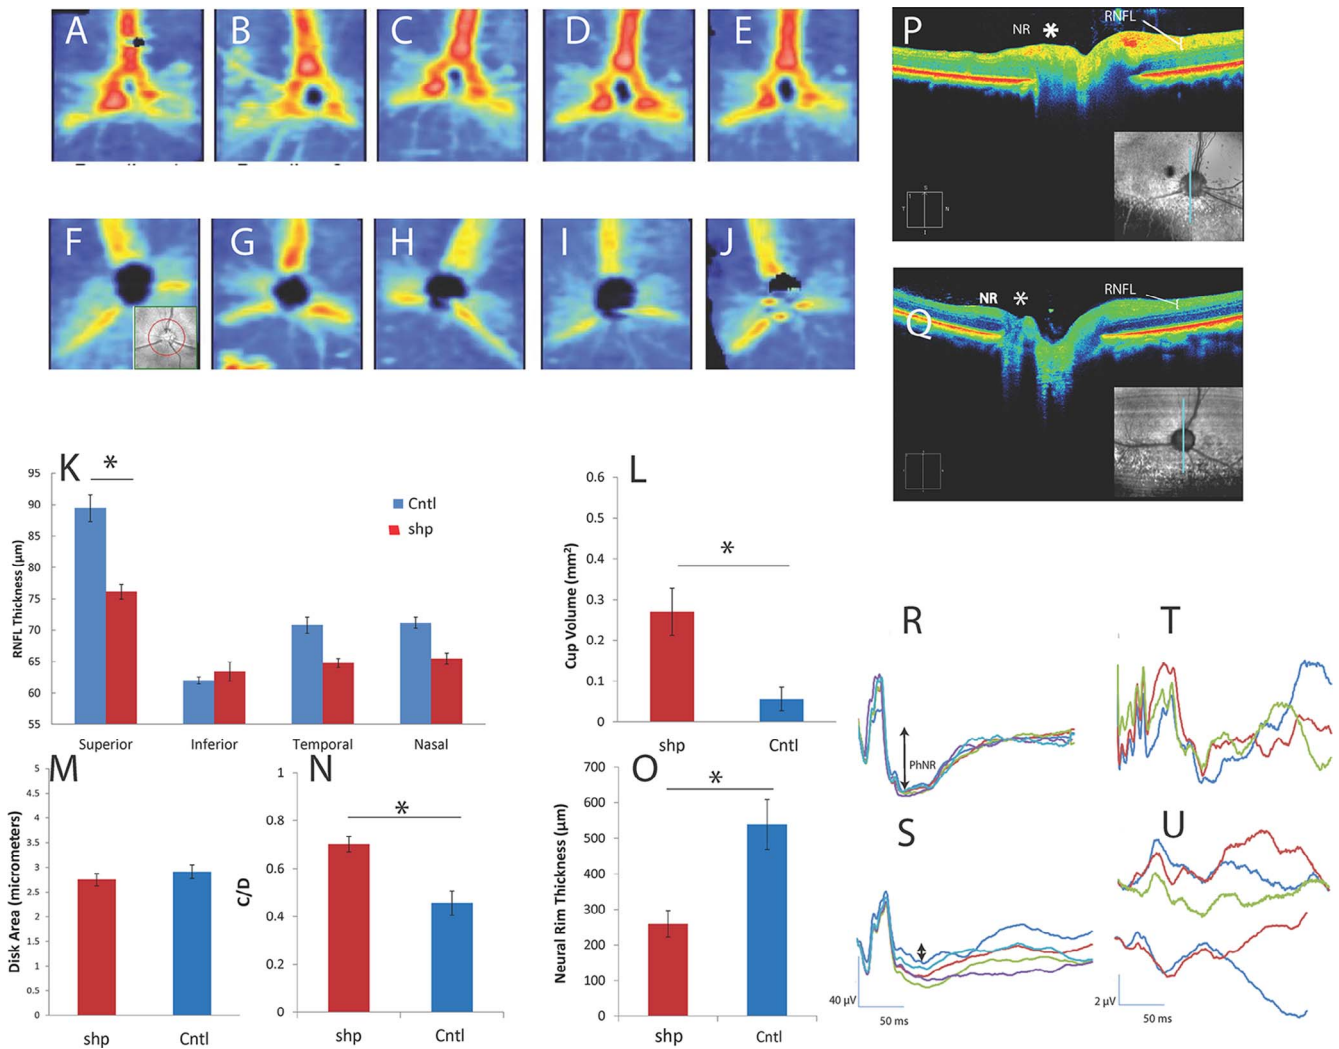 A
B
C
D
E
F
G
H
I
J
P
NR
*
RNFL
S
T
T
N
I
Q
NR
*
RNFL
K
95
90
85
80
75
70
65
60
55
RNFL Thickness (µm)
*
Cntl
shp
Superior
Inferior
Temporal
Nasal
L
0.6
0.5
0.4
0.3
0.2
0.1
0
Cup Volume (mm²)
*
shp
Cntl
M
5
4.5
4
3.5
3
2.5
2
1.5
1
0.5
0
Disk Area (micrometers)
shp
Cntl
N
1
0.8
0.6
0.4
0.2
0
C/D
*
shp
Cntl
O
700
600
500
400
300
200
100
0
Neural Rim Thickness (µm)
*
shp
Cntl
R
PhNR
S
40 µV
50 ms
T
U
2 µV
50 ms